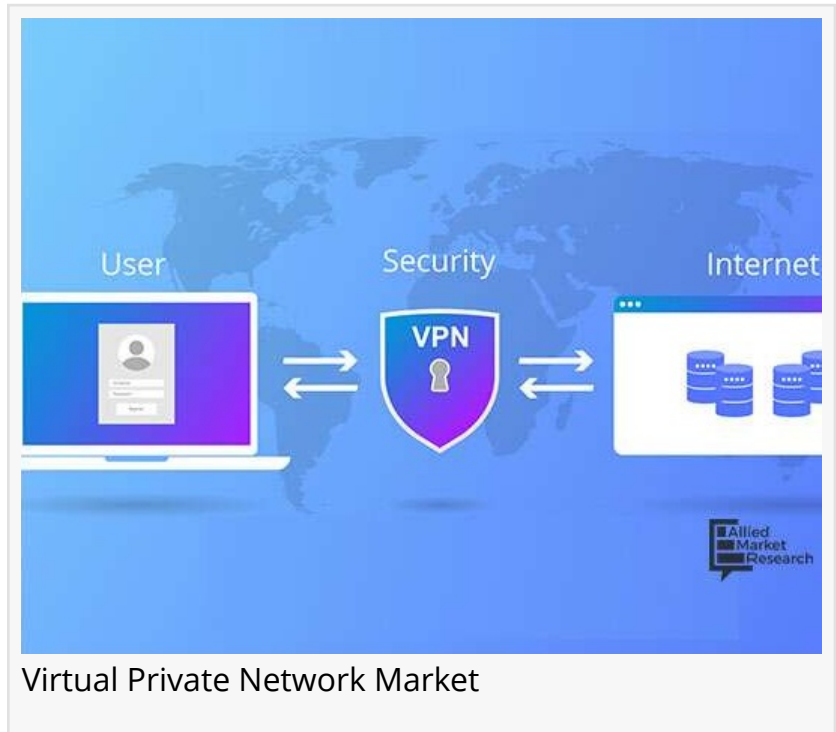 User
Security
Internet
VPN
Allied
Market
Research
Virtual Private Network Market